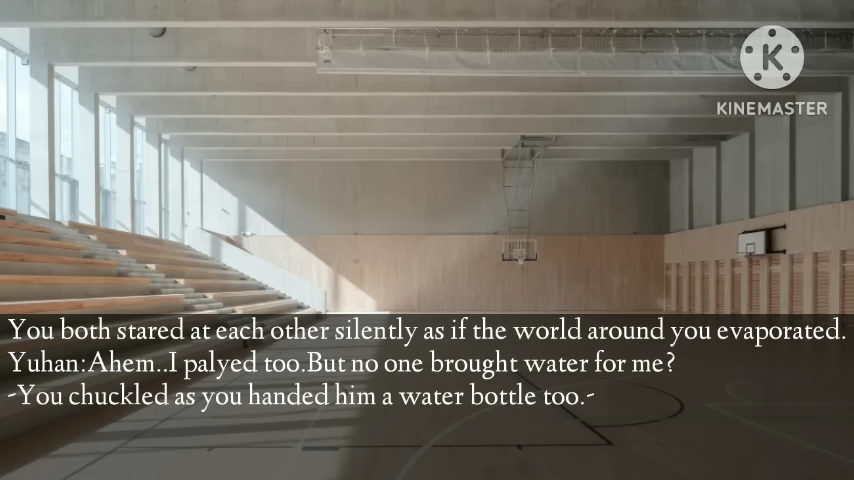 KINEMASTER
You both stared at each other silently as if the world around you evaporated.
Yuhan:Ahem..I palyed too.But no one brought water for me?
-You chuckled as you handed him a water bottle too.-